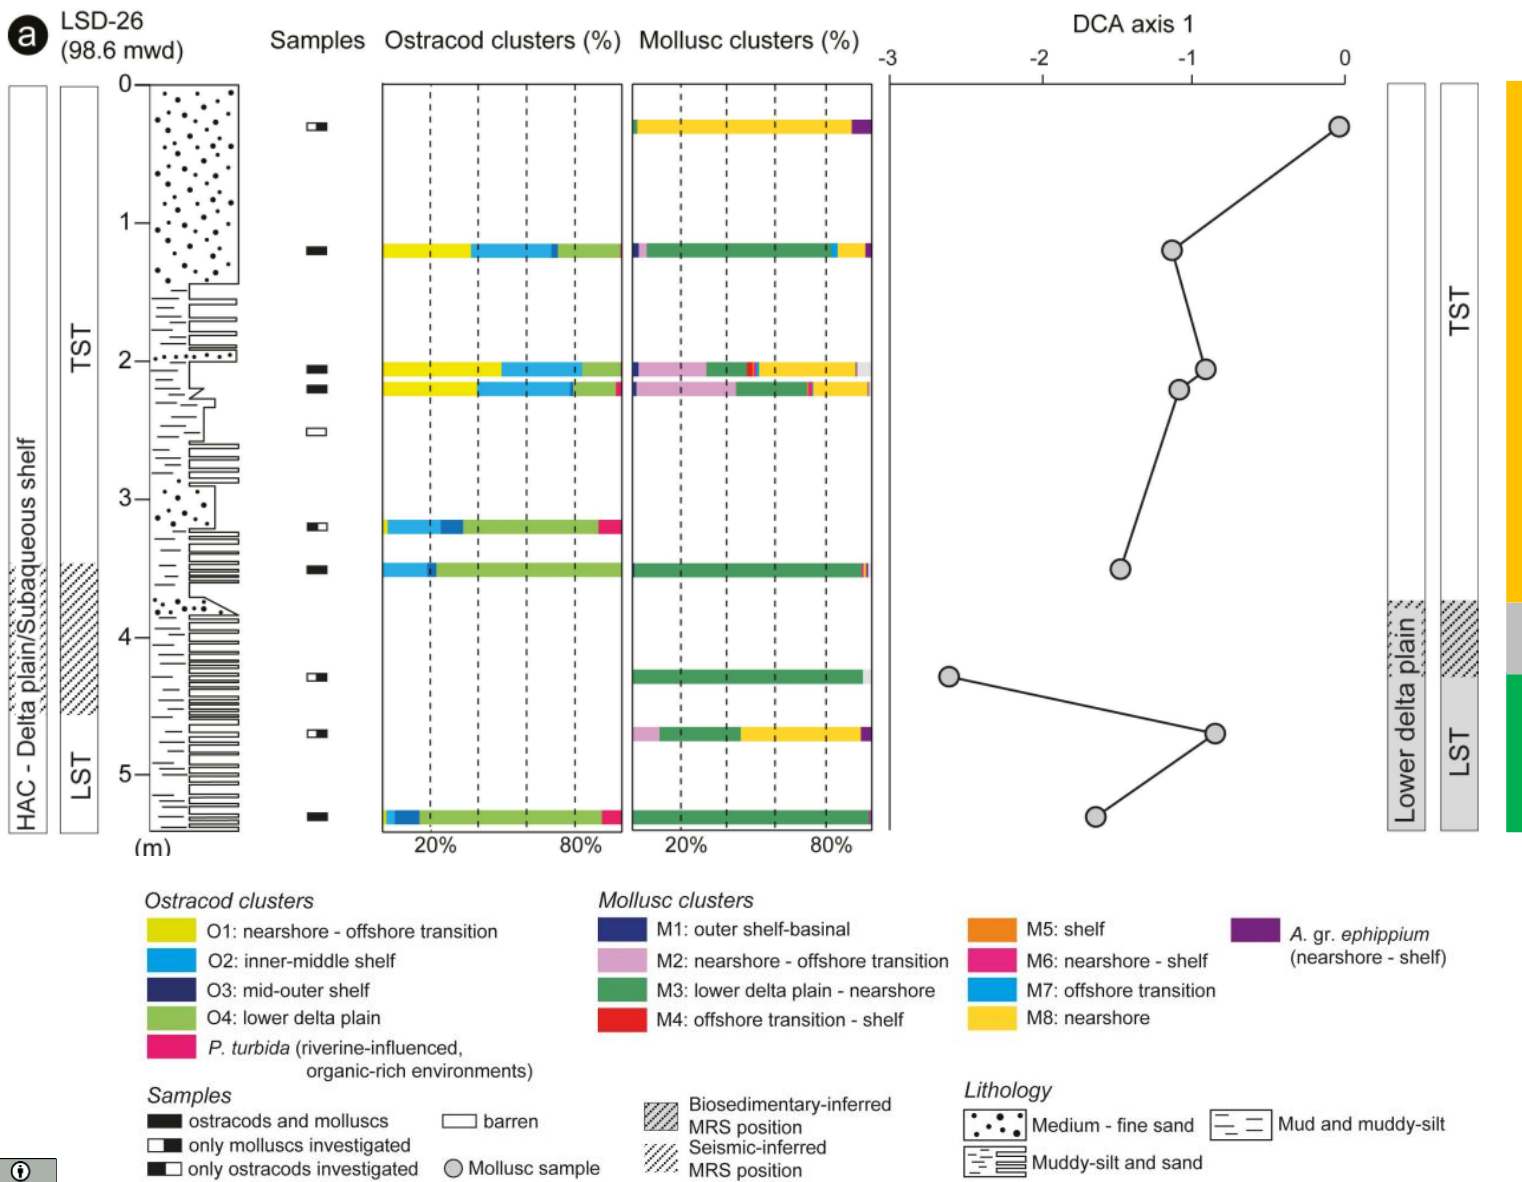 a
LSD-26
(98.6 mwd)
Samples
Ostracod clusters (%)
Mollusc clusters (%)
DCA axis 1
-3
-2
-1
0
0
1
2
3
4
5
(m)
HAC - Delta plain/Subaqueous shelf
TST
LST
20%
80%
20%
80%
Lower delta plain
TST
LST
Ostracod clusters
O1: nearshore - offshore transition
O2: inner-middle shelf
O3: mid-outer shelf
O4: lower delta plain
P. turbida (riverine-influenced,
organic-rich environments)
Mollusc clusters
M1: outer shelf-basinal
M2: nearshore - offshore transition
M3: lower delta plain - nearshore
M4: offshore transition - shelf
M5: shelf
M6: nearshore - shelf
M7: offshore transition
M8: nearshore
A. gr. ephippium
(nearshore - shelf)
Samples
ostracods and molluscs
only molluscs investigated
only ostracods investigated
barren
Mollusc sample
Biosedimentary-inferred
MRS position
Seismic-inferred
MRS position
Lithology
Medium - fine sand
Mud and muddy-silt
Muddy-silt and sand